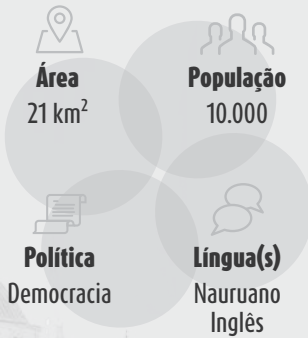 Área
21 km²
População
10.000
Política
Democracia
Língua(s)
Nauruano
Inglês